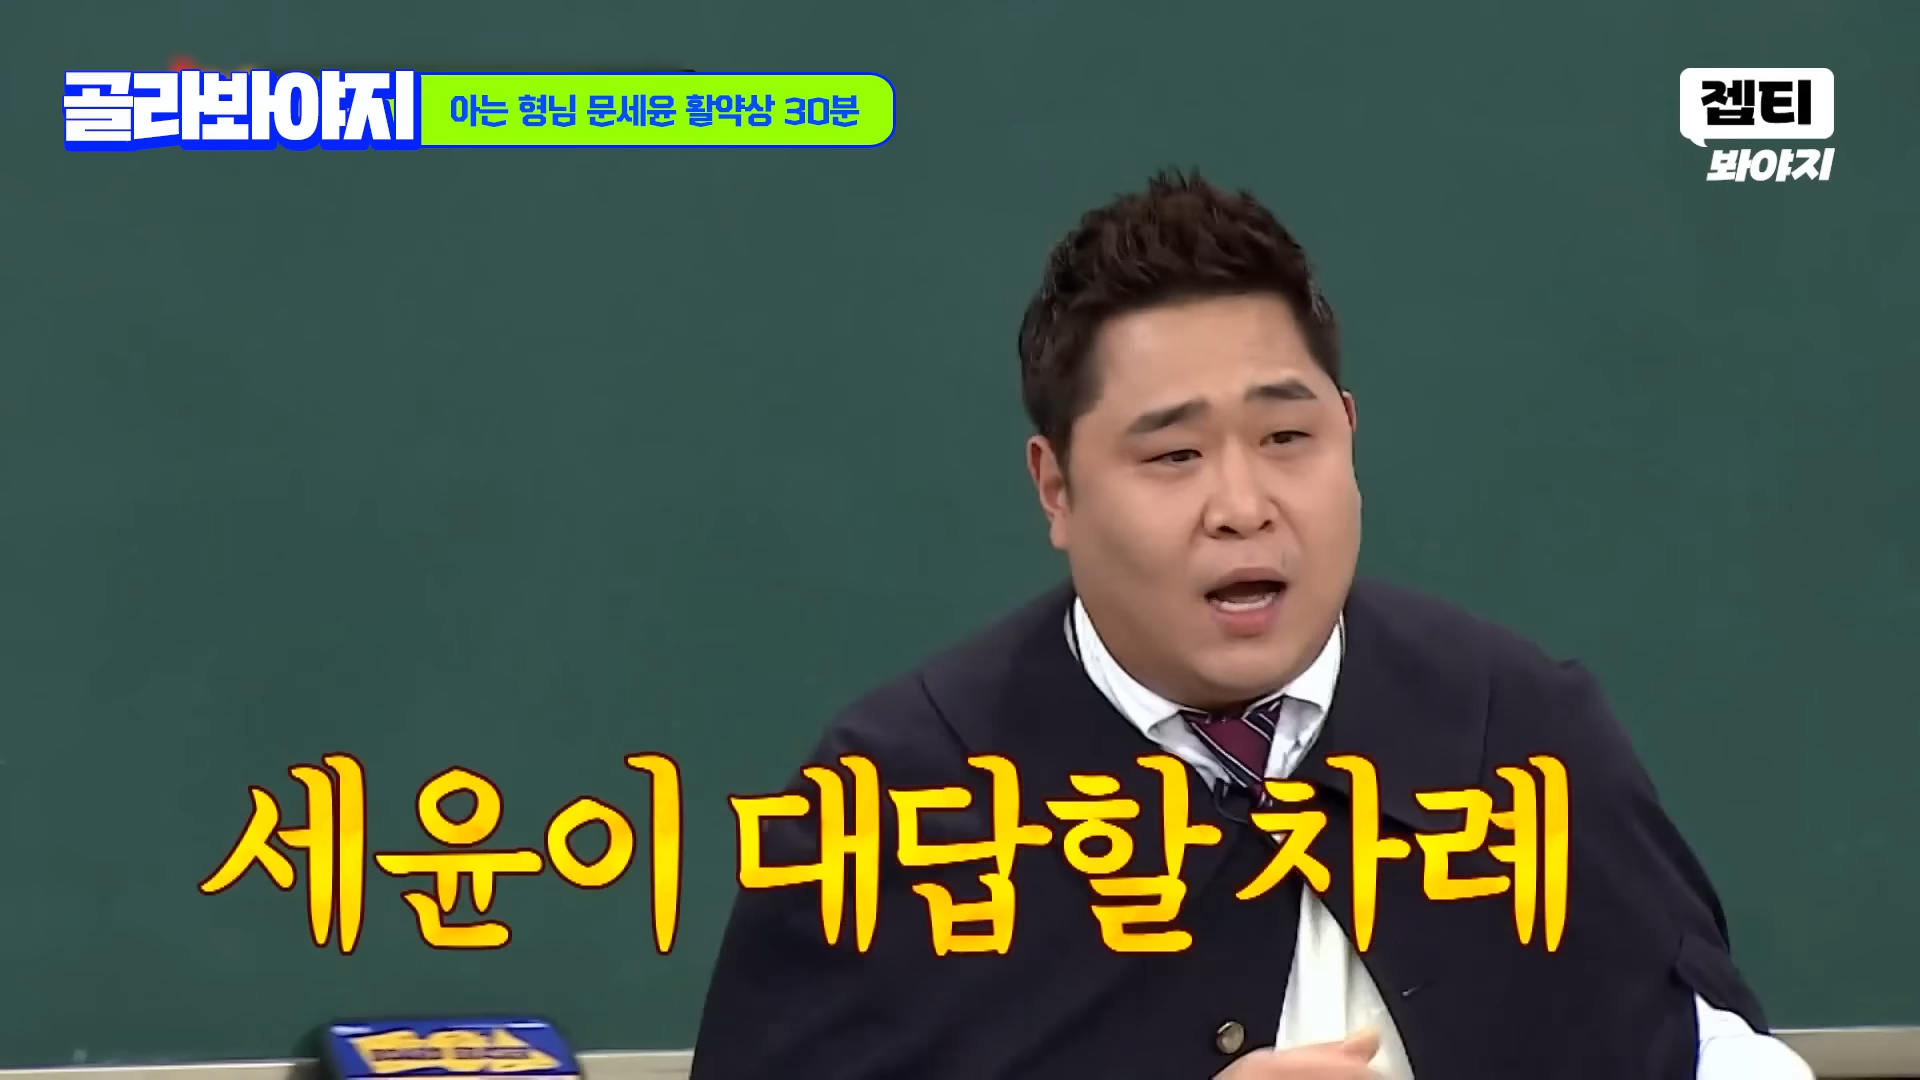 골라봐야지
아는 형님 문세윤 활약상 30분
젭티
봐야지
세윤이 대답할 차례